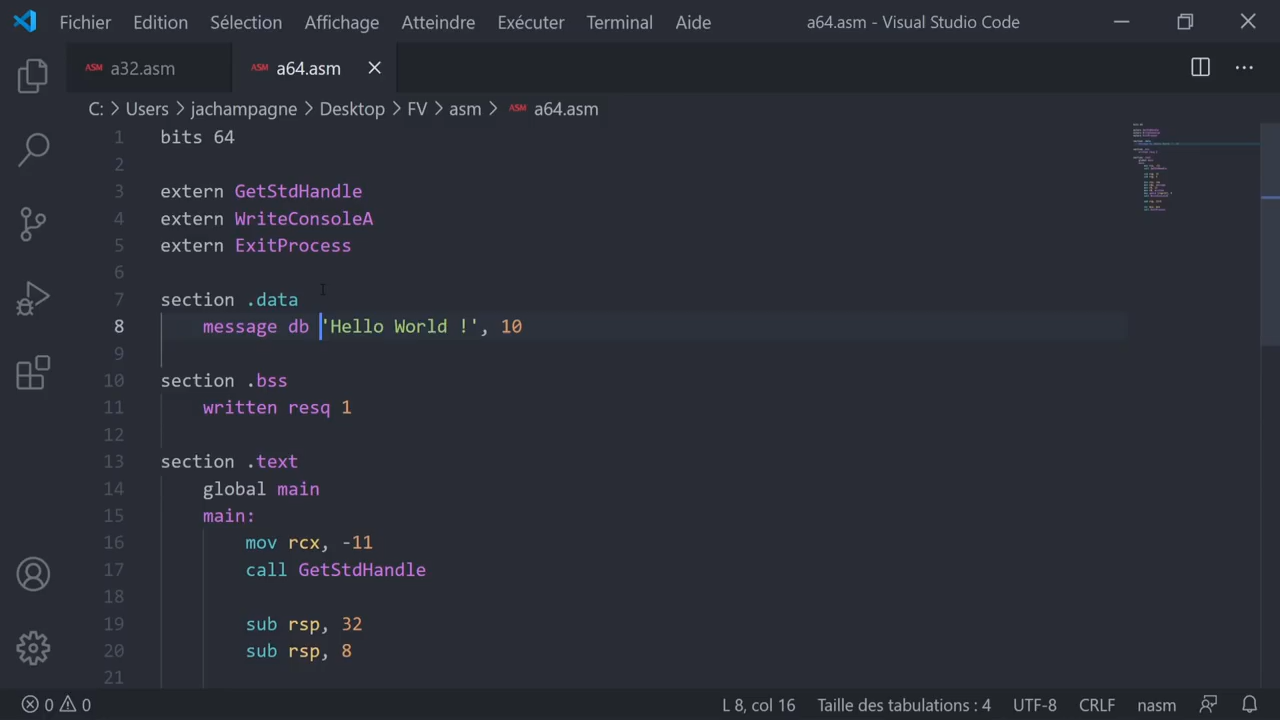 Fichier Edition Sélection Affichage Atteindre Exécuter Terminal Aide a64.asm - Visual Studio Code
ASM a32.asm ASM a64.asm
C: > Users > jachampagne > Desktop > FV > asm > ASM a64.asm
1 bits 64
2
3 extern GetStdHandle
4 extern WriteConsoleA
5 extern ExitProcess
6
7 section .data
8 message db 'Hello World !', 10
9
10 section .bss
11 written resq 1
12
13 section .text
14 global main
15 main:
16 mov rcx, -11
17 call GetStdHandle
18
19 sub rsp, 32
20 sub rsp, 8
21
0 0 L 8, col 16 Taille des tabulations : 4 UTF-8 CRLF nasm